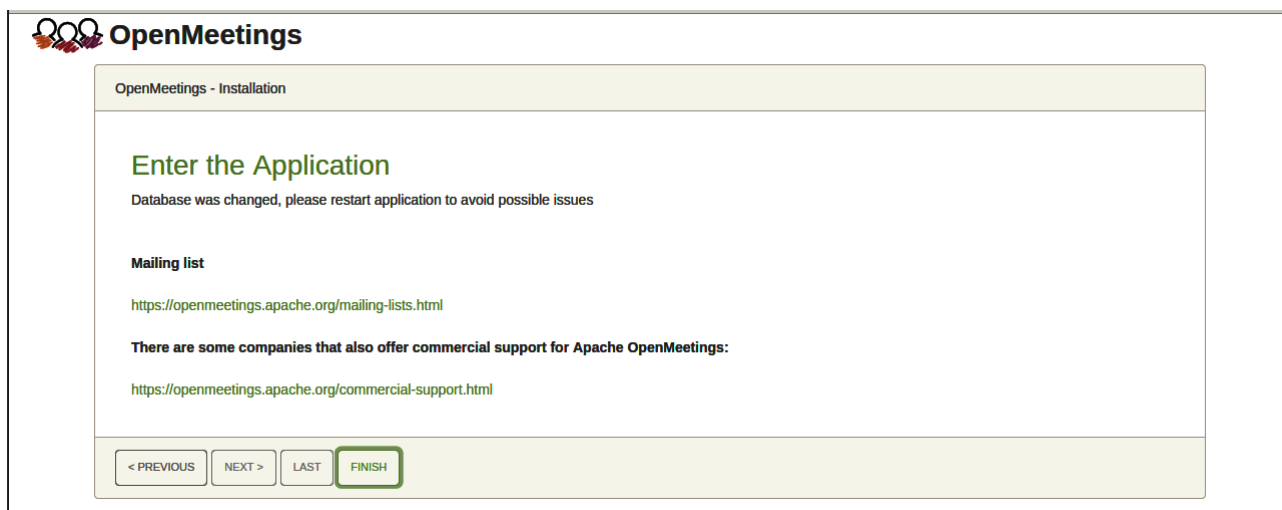 OpenMeetings
OpenMeetings - Installation
Enter the Application
Database was changed, please restart application to avoid possible issues
Mailing list
https://openmeetings.apache.org/mailing-lists.html
There are some companies that also offer commercial support for Apache OpenMeetings:
https://openmeetings.apache.org/commercial-support.html
< PREVIOUS NEXT > LAST FINISH